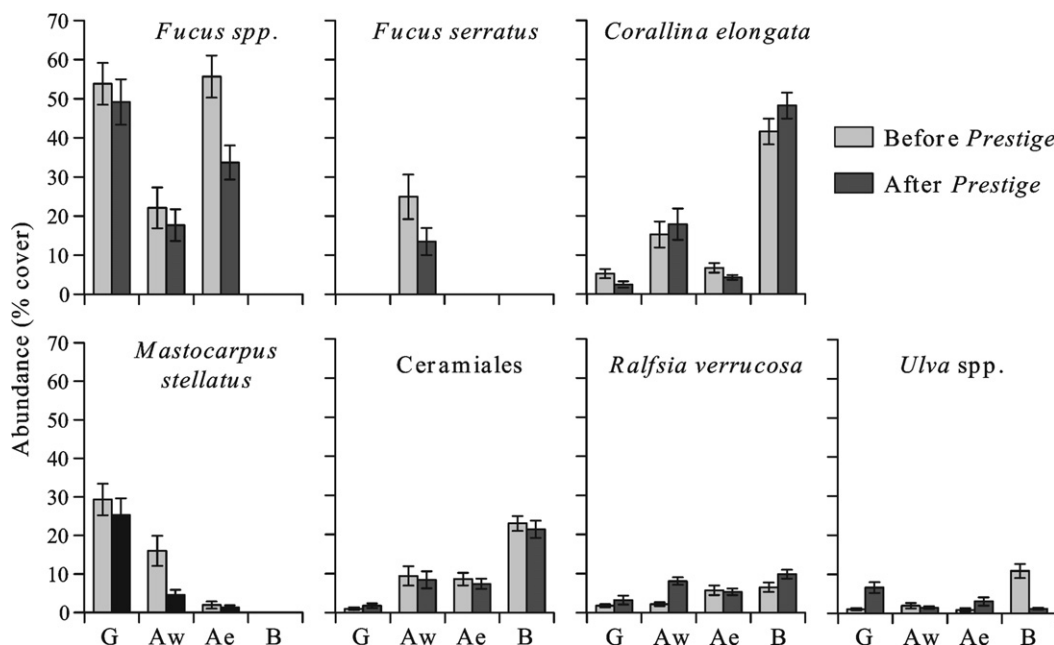 Fucus spp.
Fucus serratus
Corallina elongata
70
60
50
40
30
20
10
0
Before Prestige
After Prestige
Abundance (% cover)
Mastocarpus
stellatus
Ceramiales
Ralfsia verrucosa
Ulva spp.
70
60
50
40
30
20
10
0
G Aw Ae B
G Aw Ae B
G Aw Ae B
G Aw Ae B